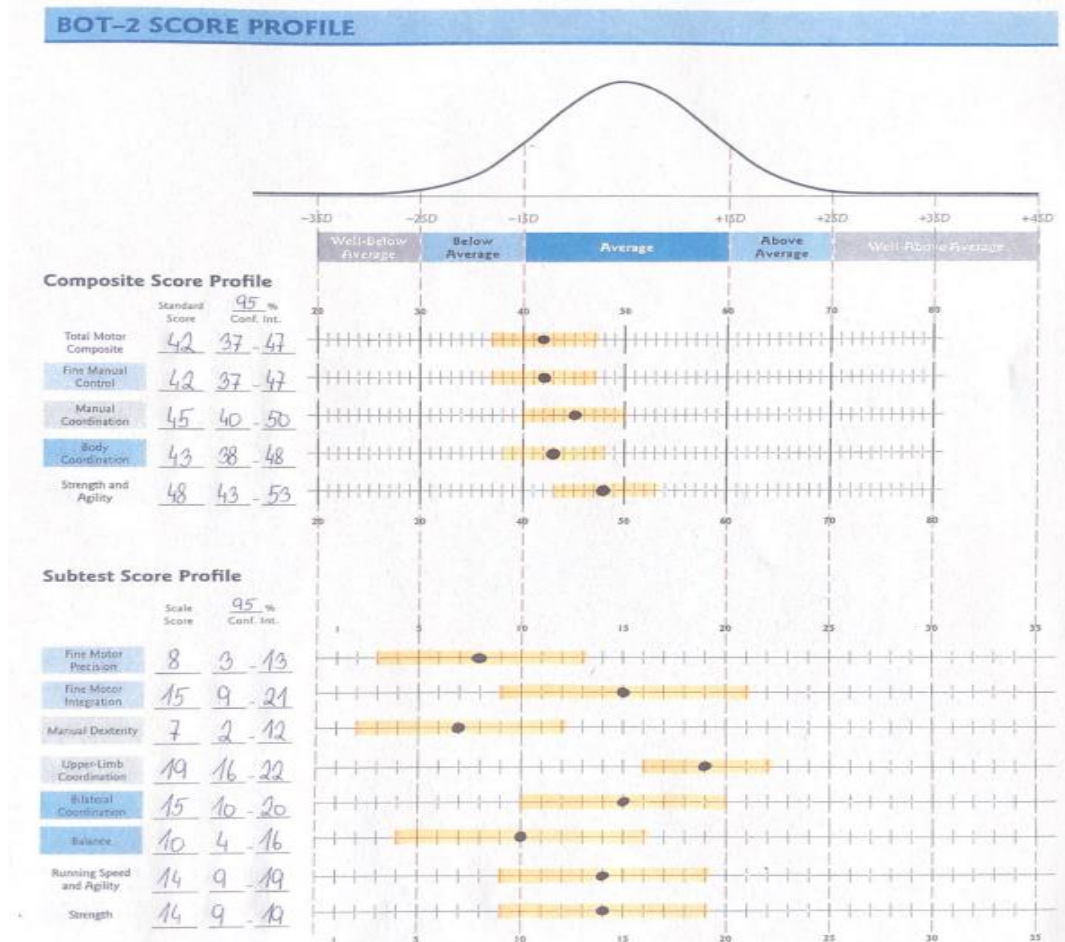 BOT–2 SCORE PROFILE
−3SD −2SD −1SD +1SD +2SD +3SD +4SD
Well-Below Average Below Average Average Above Average Well-Above Average
Composite Score Profile
Standard Score 95 % Conf. Int.
20 30 40 50 60 70 80
Total Motor Composite 42 37 - 47
Fine Manual Control 42 37 - 47
Manual Coordination 45 40 - 50
Body Coordination 43 38 - 48
Strength and Agility 48 43 - 53
20 30 40 50 60 70 80
Subtest Score Profile
Scale Score 95 % Conf. Int.
1 5 10 15 20 25 30 35
Fine Motor Precision 8 3 - 13
Fine Motor Integration 15 9 - 21
Manual Dexterity 7 2 - 12
Upper-Limb Coordination 19 16 - 22
Bilateral Coordination 15 10 - 20
Balance 10 4 - 16
Running Speed and Agility 14 9 - 19
Strength 14 9 - 19
1 5 10 15 20 25 30 35